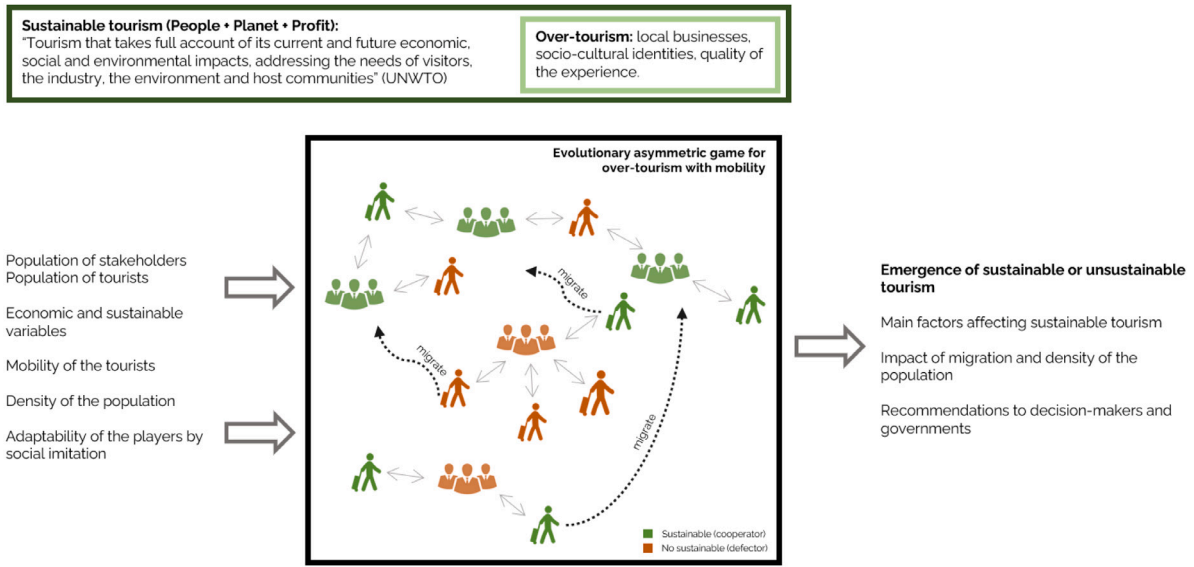 Sustainable tourism (People + Planet + Profit):
“Tourism that takes full account of its current and future economic,
social and environmental impacts, addressing the needs of visitors,
the industry, the environment and host communities” (UNWTO)
Over-tourism: local businesses,
socio-cultural identities, quality of
the experience.
Evolutionary asymmetric game for
over-tourism with mobility
Population of stakeholders
Population of tourists
Economic and sustainable
variables
Mobility of the tourists
Density of the population
Adaptability of the players by
social imitation
migrate
migrate
migrate
Sustainable (cooperator)
No sustainable (defector)
Emergence of sustainable or unsustainable
tourism
Main factors affecting sustainable tourism
Impact of migration and density of the
population
Recommendations to decision-makers and
governments